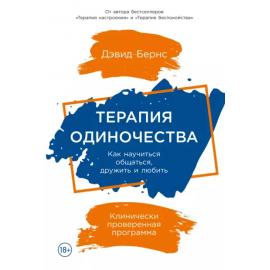 От автора бестселлеров
«Терапия настроения» и «Терапия беспокойства»
Дэвид Бернс
ТЕРАПИЯ
ОДИНОЧЕСТВА
Как научиться
общаться,
дружить и любить
Клинически
проверенная
программа
18+